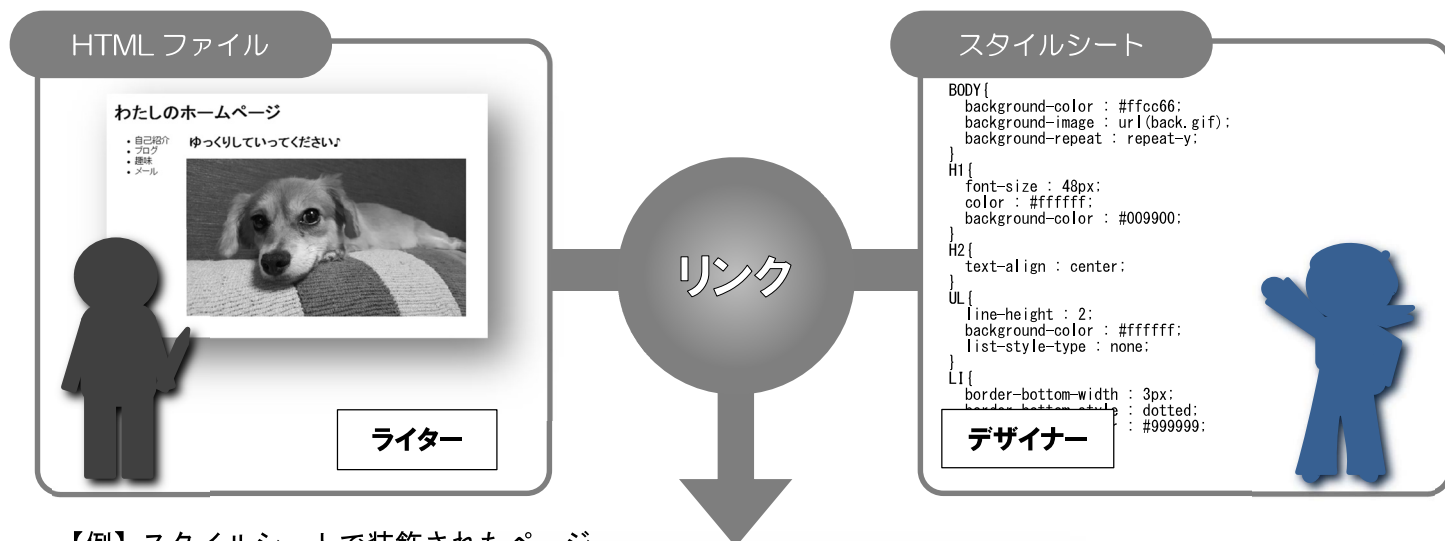 HTML ファイル
わたしのホームページ
・自己紹介
・ブログ
・趣味
・メール
ゆっくりしていってください♪
ライター
リンク
スタイルシート
BODY{
background-color : #ffcc66;
background-image : url(back.gif);
background-repeat : repeat-y;
}
H1{
font-size : 48px;
color : #ffffff;
background-color : #009900;
}
H2{
text-align : center;
}
UL{
line-height : 2;
background-color : #ffffff;
list-style-type : none;
}
LI{
border-bottom-width : 3px;
border-bottom-style : dotted;
: #999999;
デザイナー
【例】スタイルシートで装飾されたページ